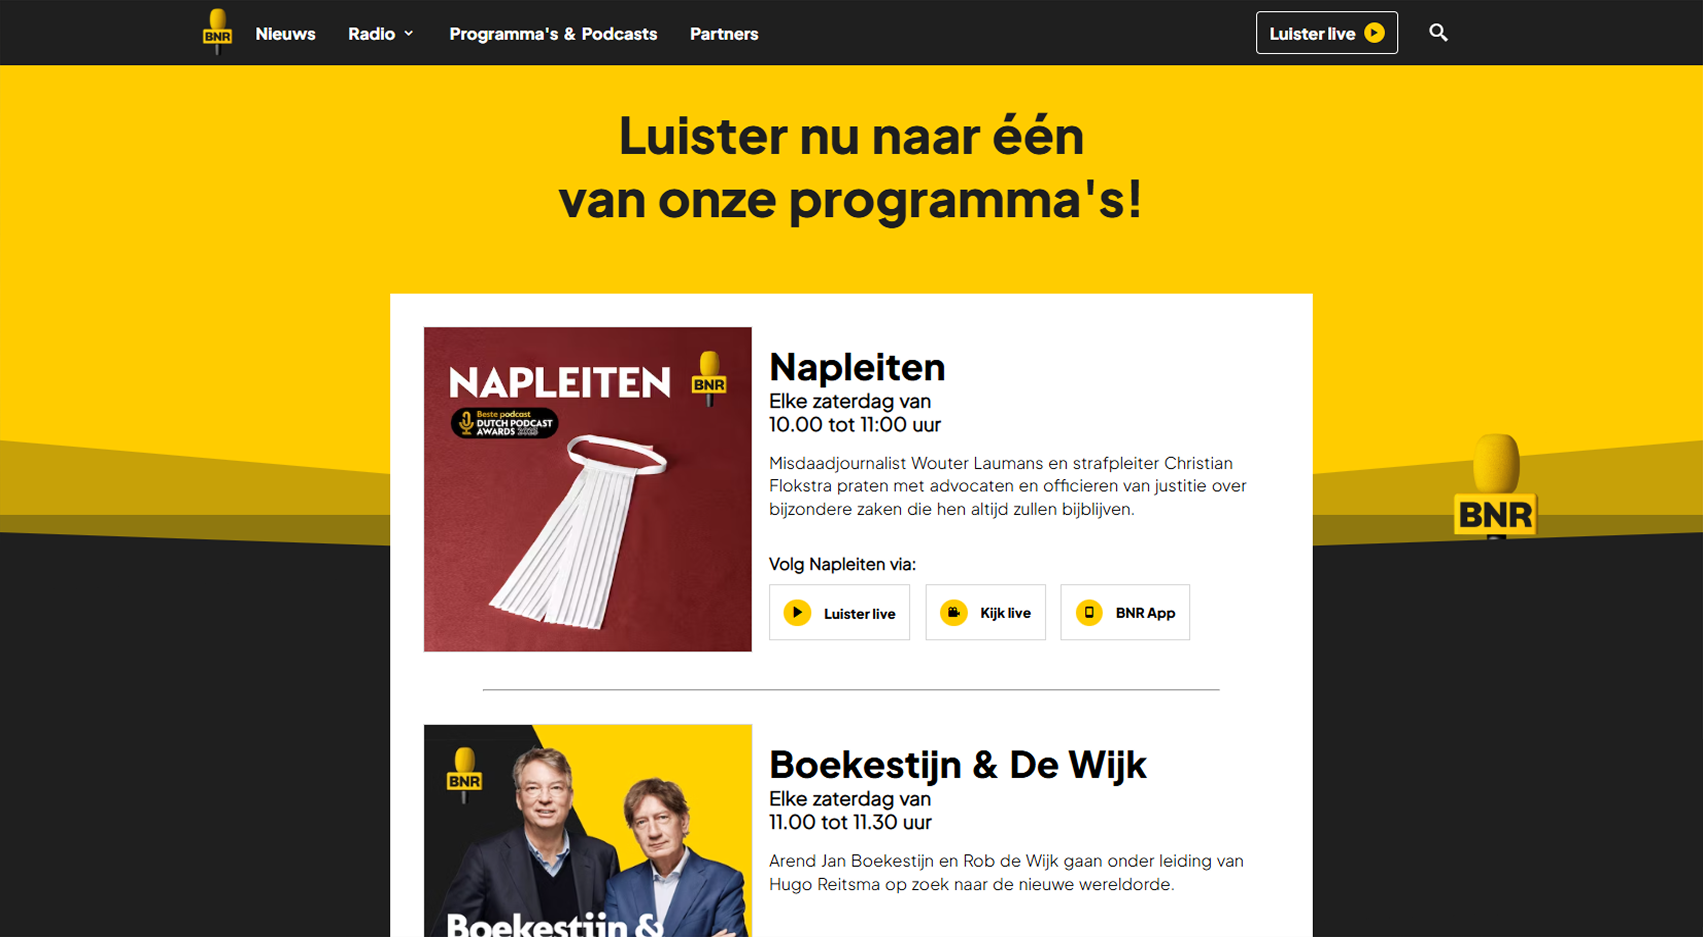 BNR
Nieuws
Radio
Programma's & Podcasts
Partners
Luister live
Luister nu naar één
van onze programma's!
NAPLEITEN
BNR
Beste podcast
DUTCH PODCAST
AWARDS 2023
Napleiten
Elke zaterdag van
10.00 tot 11:00 uur
Misdaadjournalist Wouter Laumans en strafpleiter Christian
Flokstra praten met advocaten en officieren van justitie over
bijzondere zaken die hen altijd zullen bijblijven.
Volg Napleiten via:
Luister live
Kijk live
BNR App
BNR
BNR
Boekestijn &
Boekestijn & De Wijk
Elke zaterdag van
11.00 tot 11.30 uur
Arend Jan Boekestijn en Rob de Wijk gaan onder leiding van
Hugo Reitsma op zoek naar de nieuwe wereldorde.